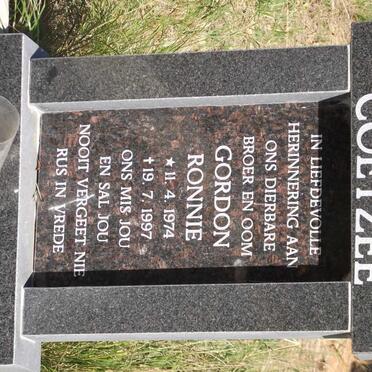 COETZEE
IN LIEFDEVOLLE
HERINNERING AAN
ONS DIERBARE
BROER EN OOM
GORDON
RONNIE
★ 11. 4. 1974
✝ 19. 7. 1997
ONS MIS JOU
EN SAL JOU
NOOIT VERGEET NIE
RUS IN VREDE